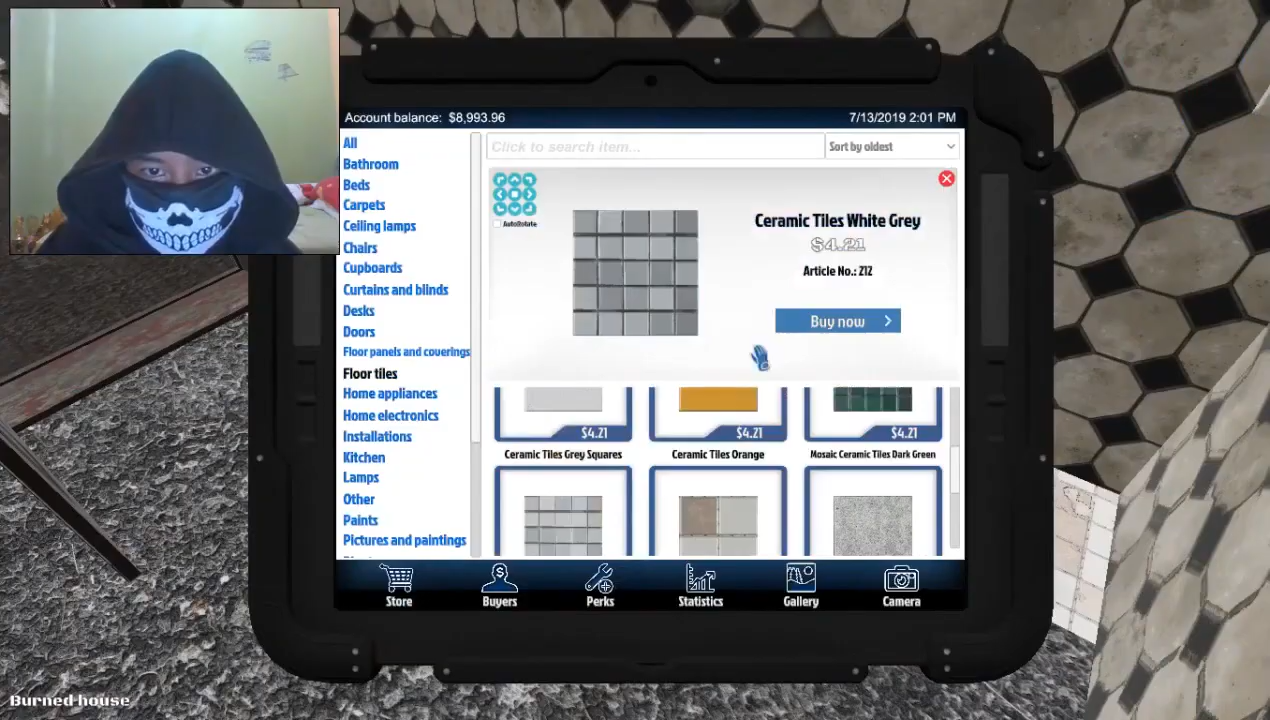 Account balance: $8,993.96
7/13/2019 2:01 PM
All
Bathroom
Beds
Carpets
Ceiling lamps
Chairs
Cupboards
Curtains and blinds
Desks
Doors
Floor panels and coverings
Floor tiles
Home appliances
Home electronics
Installations
Kitchen
Lamps
Other
Paints
Pictures and paintings
Click to search item...
Sort by oldest
AutoRotate
Ceramic Tiles White Grey
$4.21
Article No.: 212
Buy now
$4.21
$4.21
$4.21
Ceramic Tiles Grey Squares
Ceramic Tiles Orange
Mosaic Ceramic Tiles Dark Green
Store
Buyers
Perks
Statistics
Gallery
Camera
Burned house